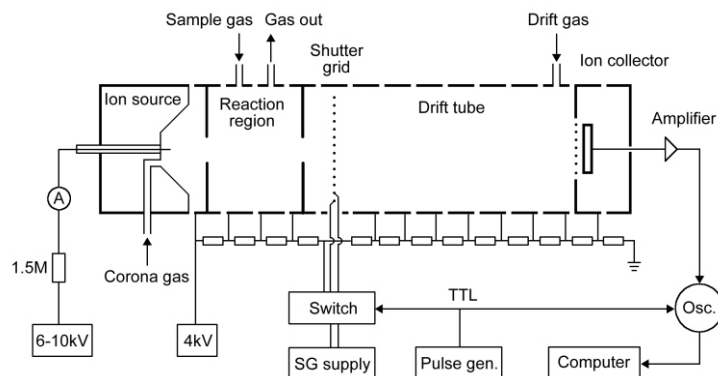 Sample gas
Gas out
Shutter
grid
Drift gas
Ion collector
Ion source
Reaction
region
Drift tube
Amplifier
A
1.5M
Corona gas
6-10kV
4kV
Switch
TTL
Osc.
SG supply
Pulse gen.
Computer